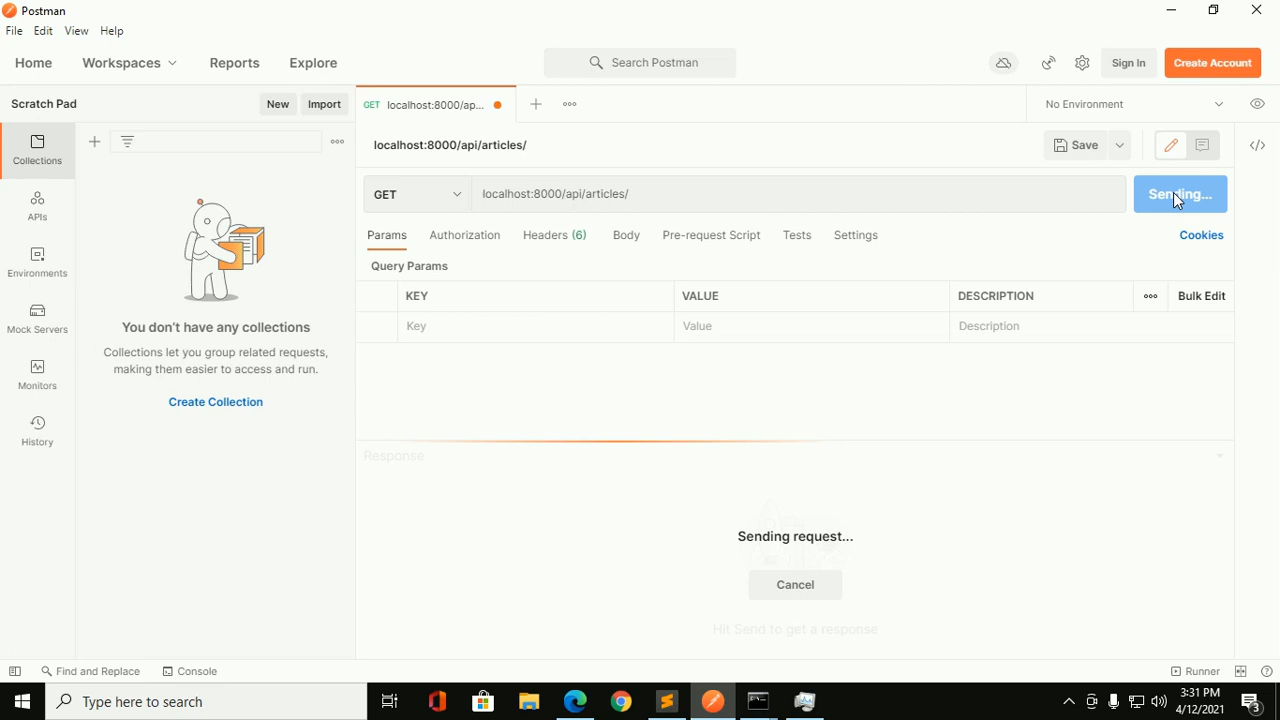 Postman
File Edit View Help
Home Workspaces Reports Explore Search Postman Sign In Create Account
Scratch Pad New Import GET localhost:8000/ap... No Environment
Collections
APIs
Environments
Mock Servers
Monitors
History
You don't have any collections
Collections let you group related requests,
making them easier to access and run.
Create Collection
localhost:8000/api/articles/ Save
GET localhost:8000/api/articles/ Sending...
Params Authorization Headers (6) Body Pre-request Script Tests Settings Cookies
Query Params
KEY VALUE DESCRIPTION Bulk Edit
Key Value Description
Response
Sending request...
Cancel
Hit Send to get a response
Find and Replace Console Runner
Type here to search 3:31 PM
4/12/2021 3